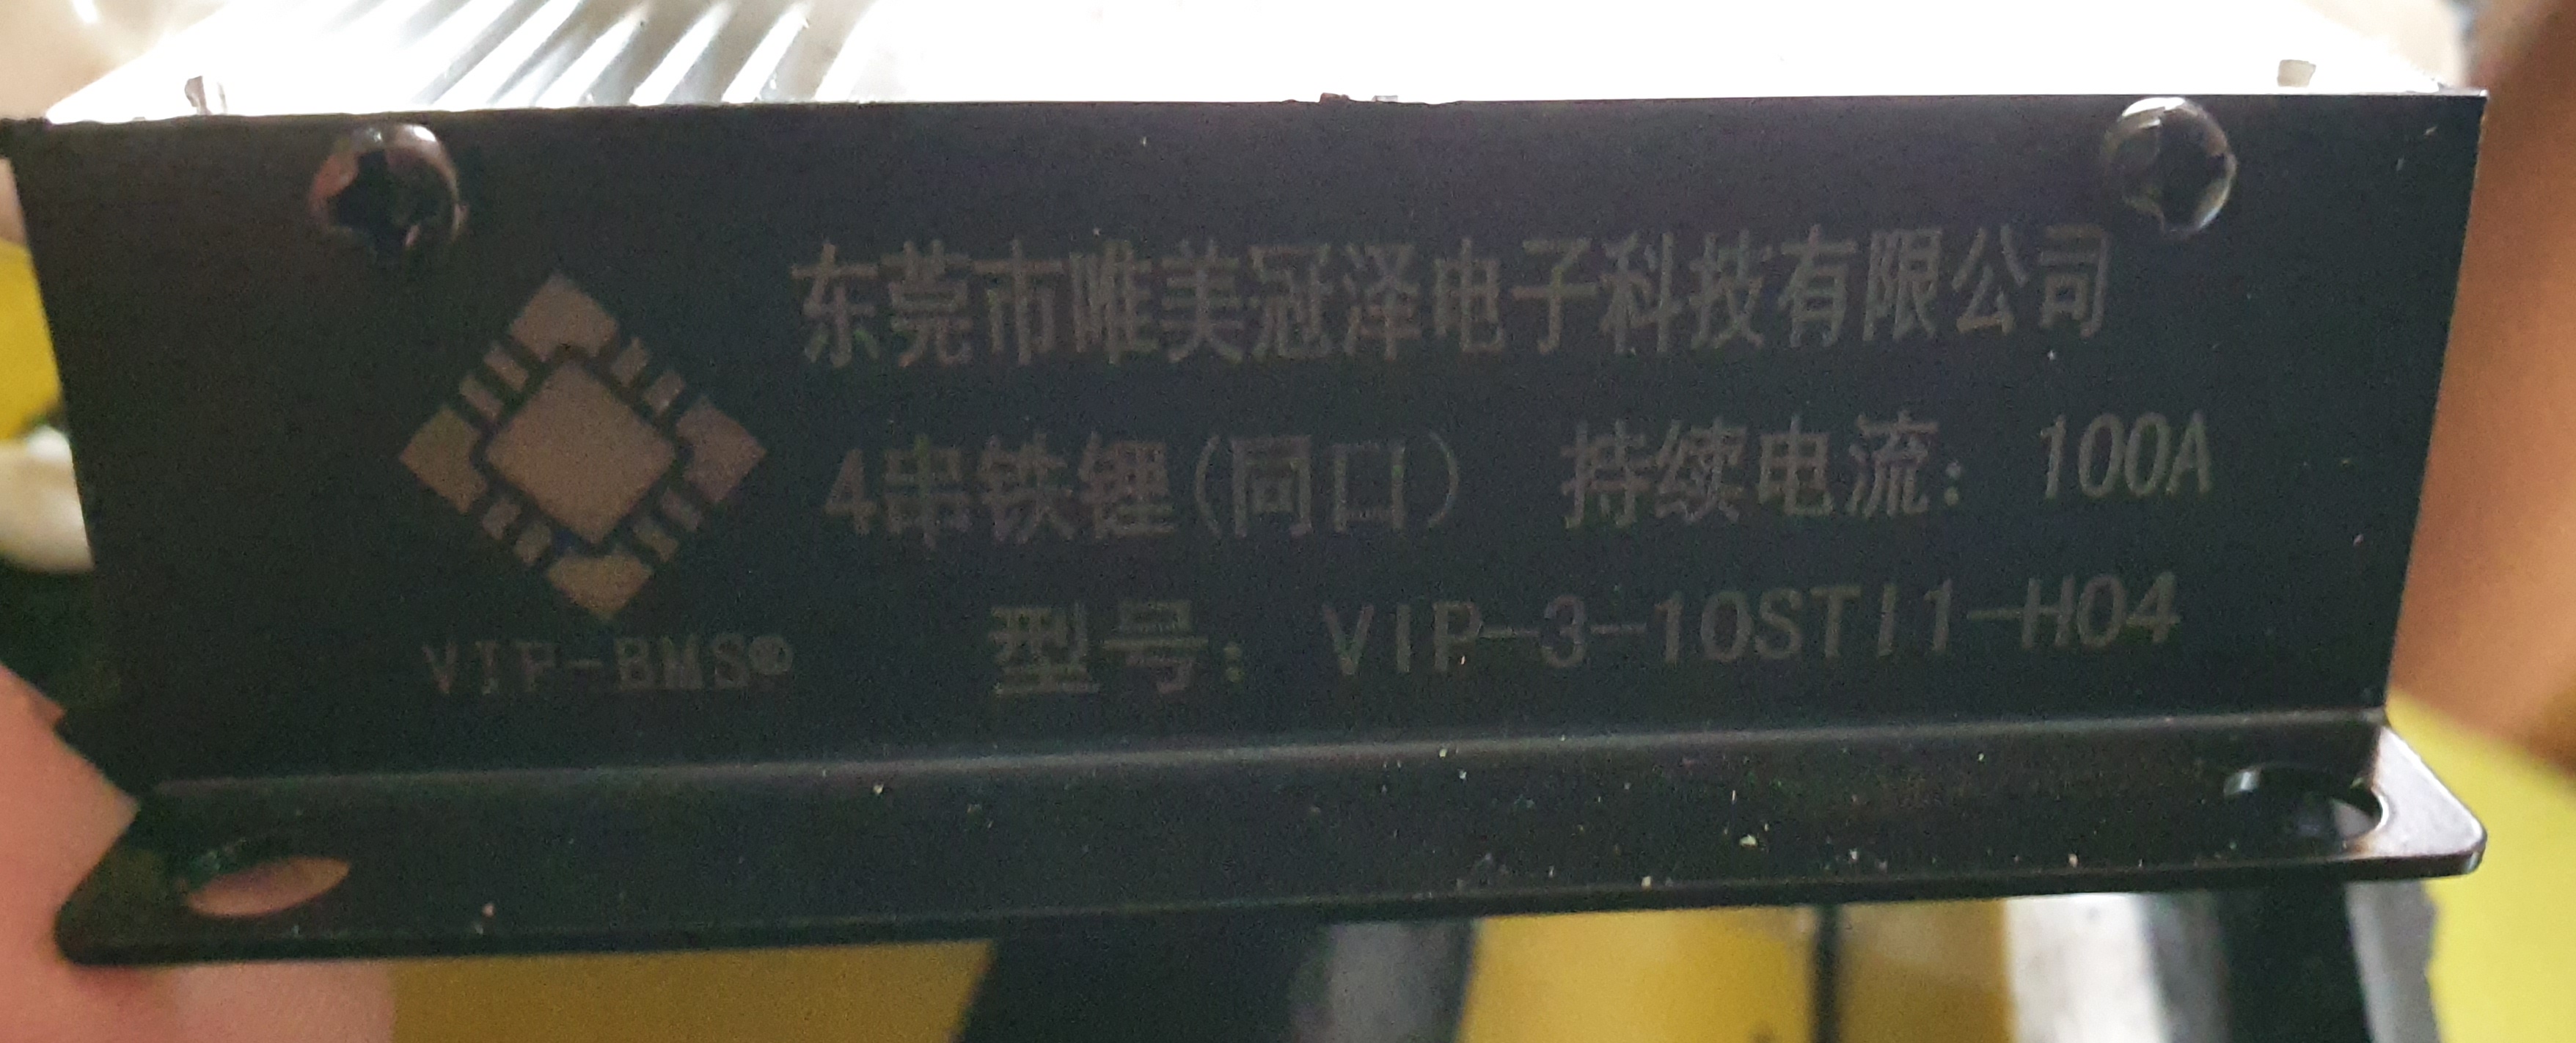 东莞市唯美冠泽电子科技有限公司
4串铁锂(同口) 持续电流: 100A
型号: VIP-3-10STI1-H04
VIP-BMS®